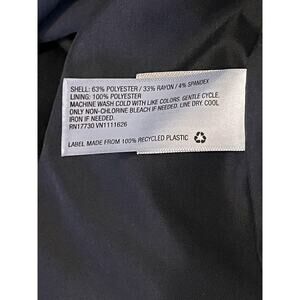 SHELL: 63% POLYESTER / 33% RAYON / 4% SPANDEX
LINING: 100% POLYESTER
MACHINE WASH COLD WITH LIKE COLORS. GENTLE CYCLE.
ONLY NON-CHLORINE BLEACH IF NEEDED. LINE DRY. COOL
IRON IF NEEDED.
RN17730 VN1111626
LABEL MADE FROM 100% RECYCLED PLASTIC